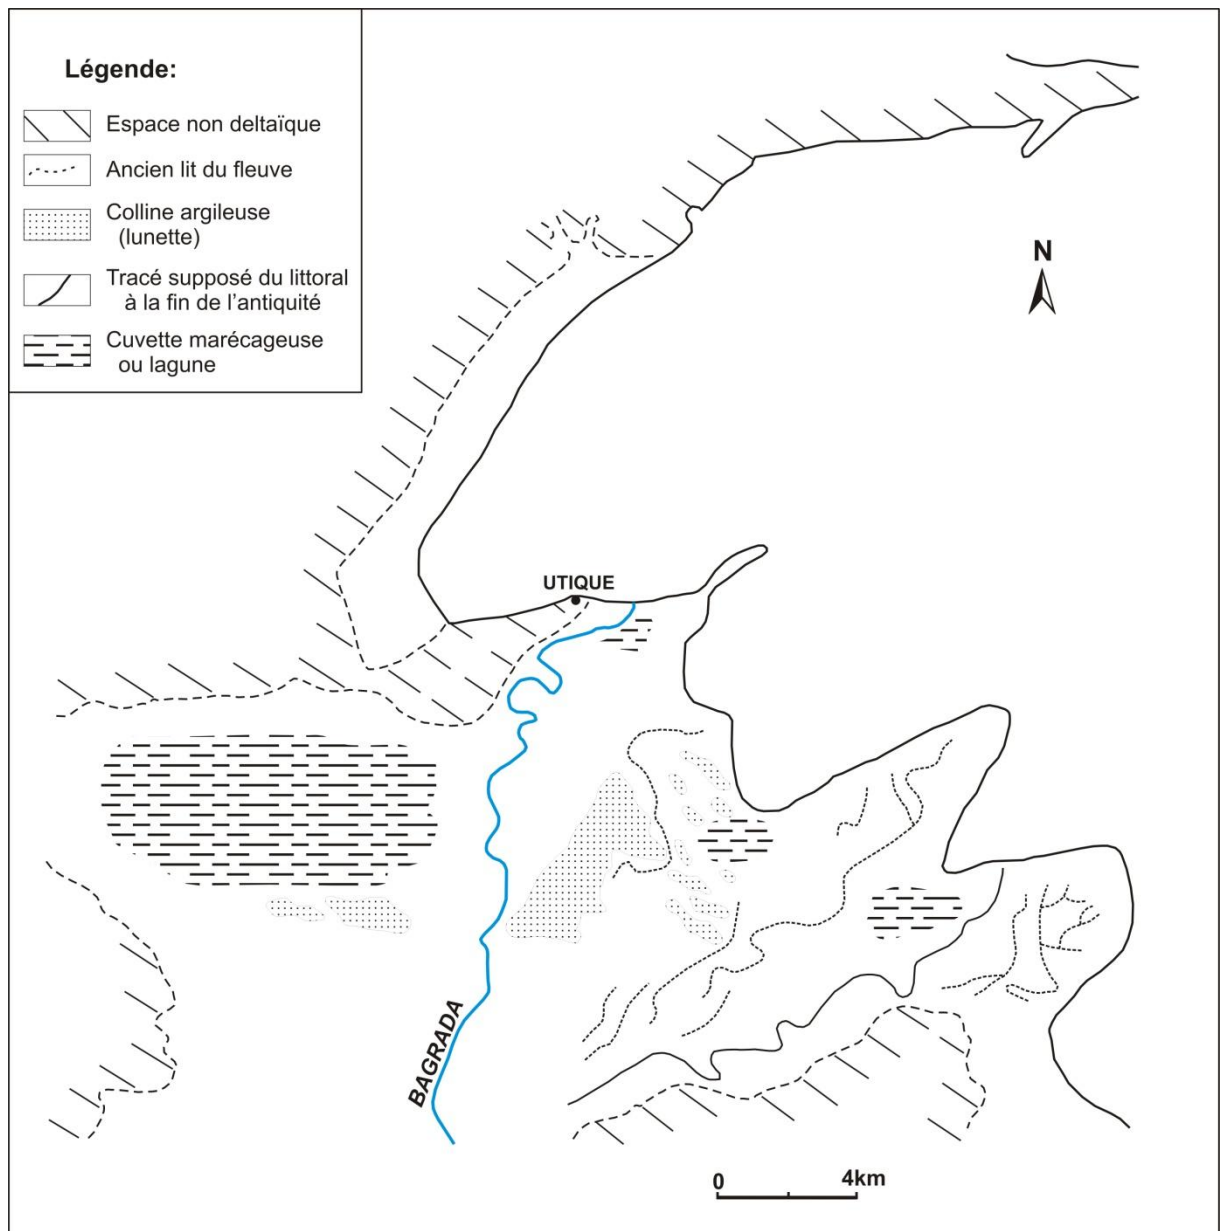 Légende:
Espace non deltaïque
Ancien lit du fleuve
Colline argileuse
(lunette)
Tracé supposé du littoral
à la fin de l'antiquité
Cuvette marécageuse
ou lagune
N
UTIQUE
BAGRADA
0 4km